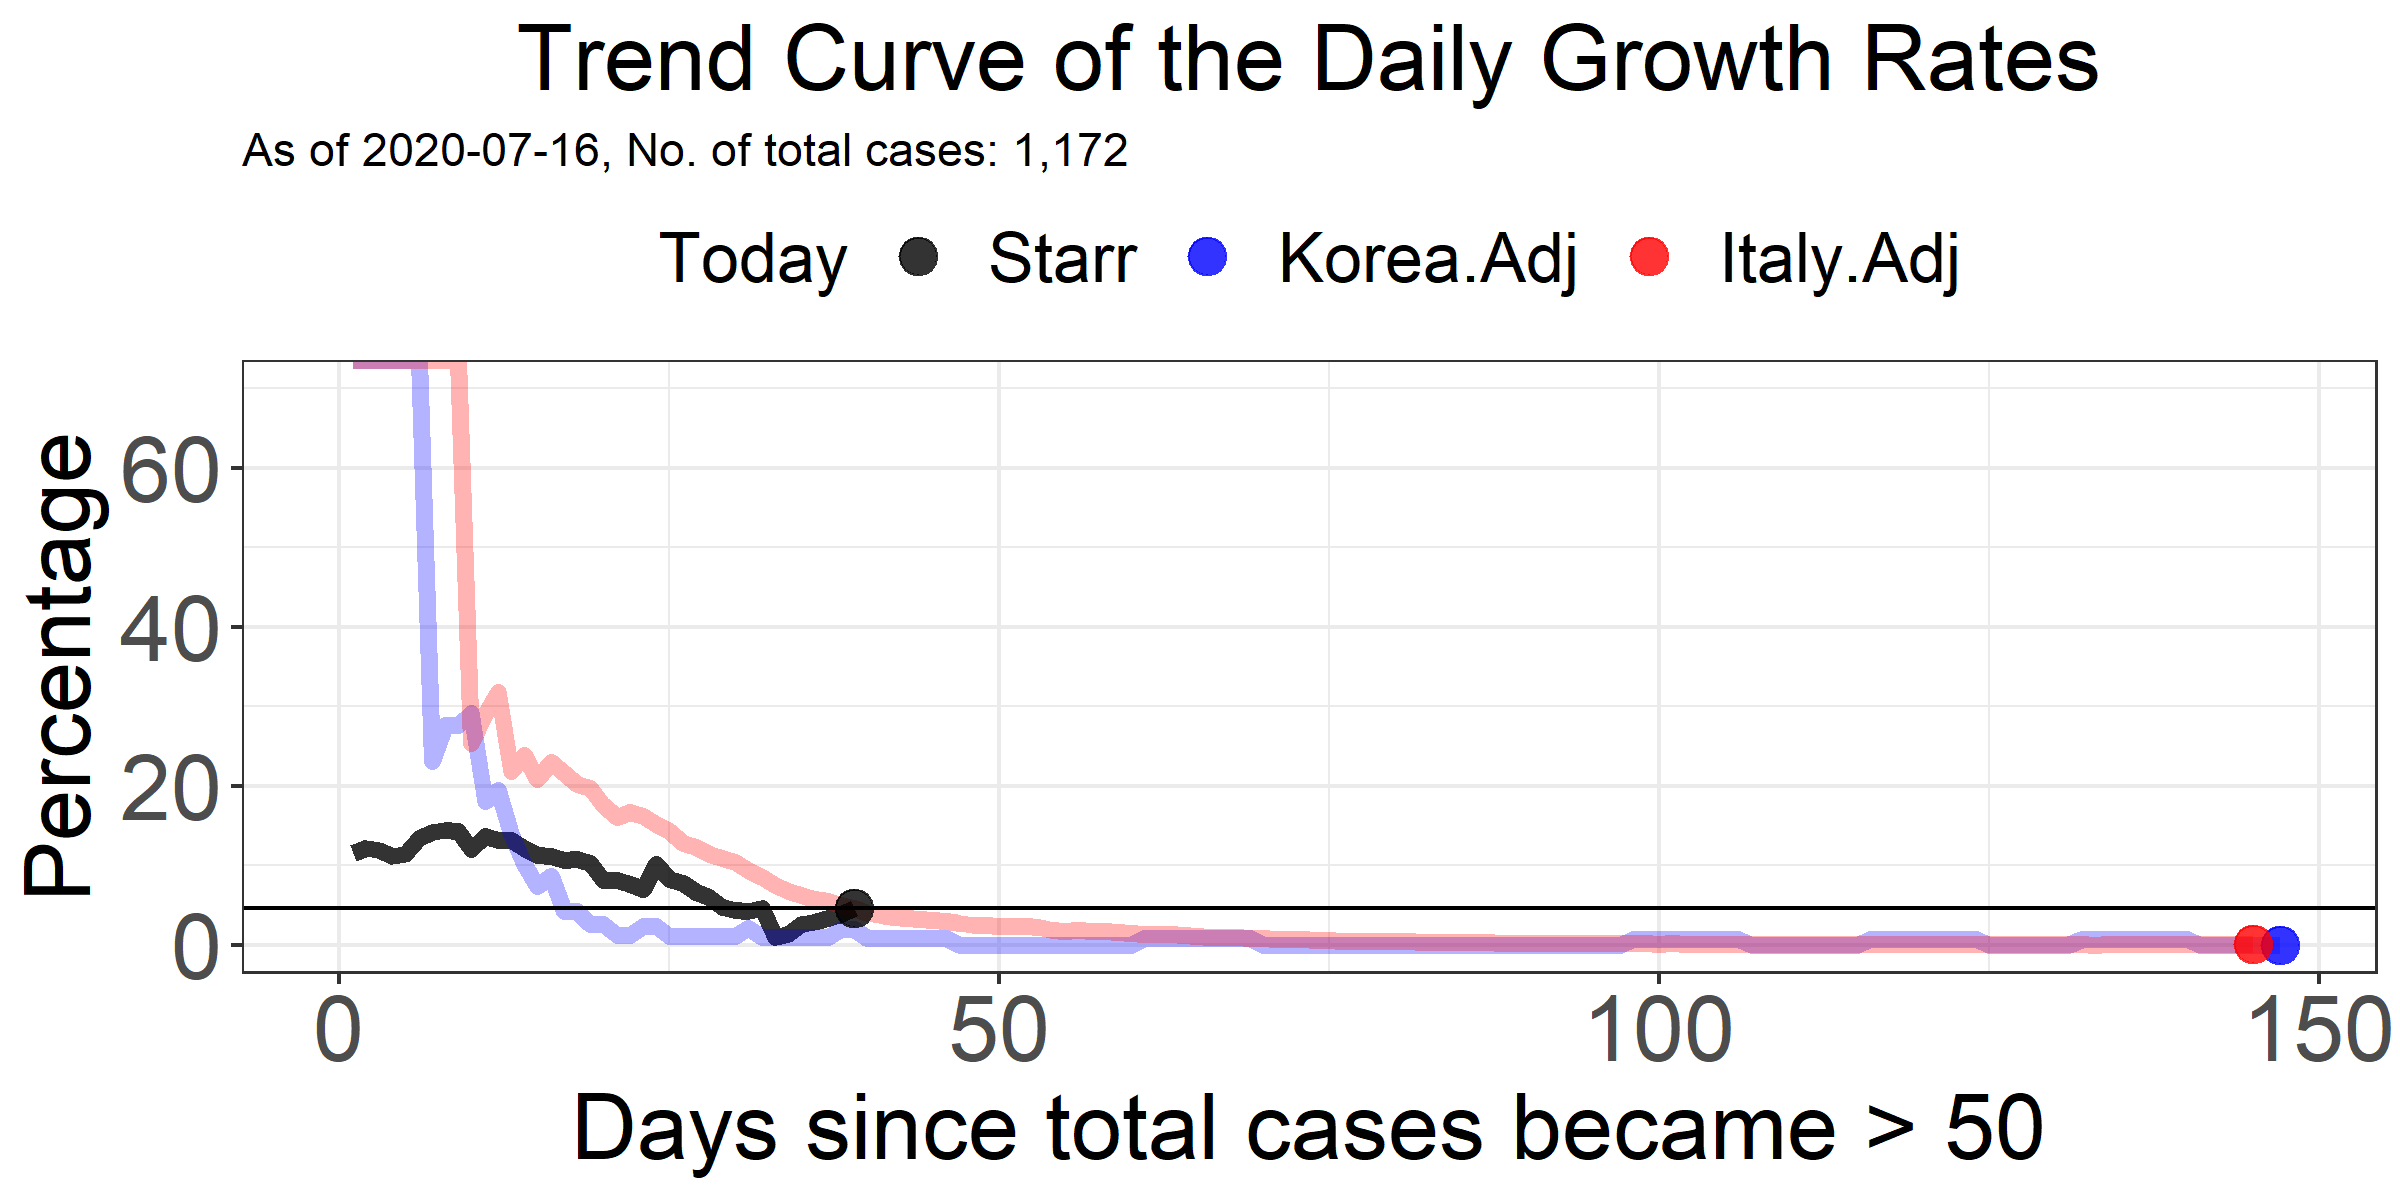 Trend Curve of the Daily Growth Rates
As of 2020-07-16, No. of total cases: 1,172
Today Starr Korea.Adj Italy.Adj
Percentage
60
40
20
0
0 50 100 150
Days since total cases became > 50